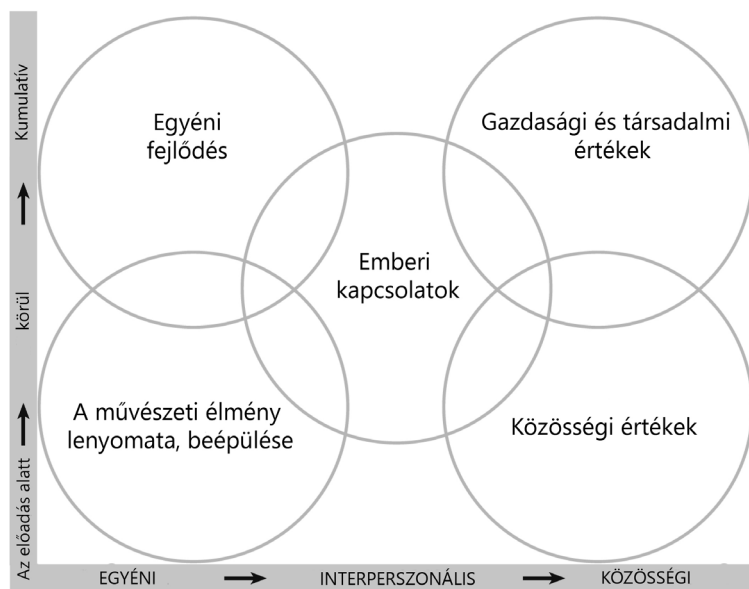 Kumulatív
körül
Az előadás alatt
Egyéni
fejlődés
Gazdasági és társadalmi
értékek
Emberi
kapcsolatok
A művészeti élmény
lenyomata, beépülése
Közösségi értékek
EGYÉNI
INTERPERSZONÁLIS
KÖZÖSSÉGI